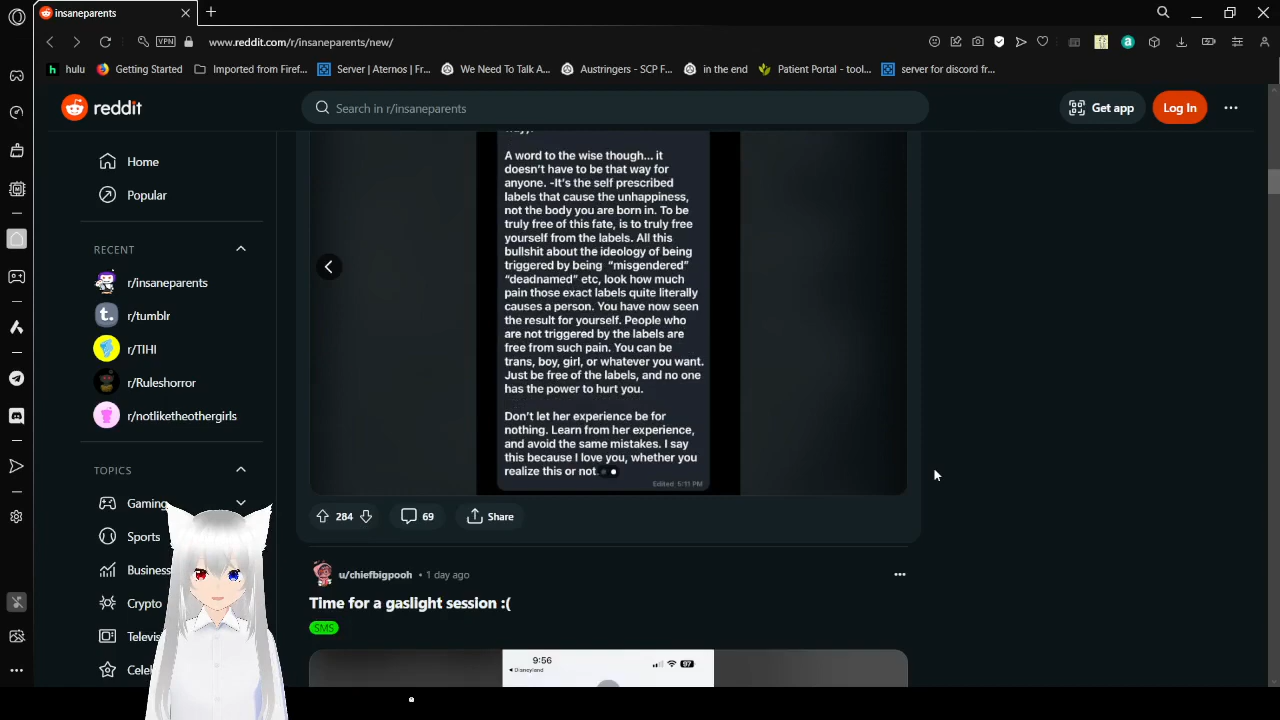 insaneparents
VPN
www.reddit.com/r/insaneparents/new/
hulu
Getting Started
Imported from Firef...
Server | Aternos | Fr...
We Need To Talk A...
Austringers - SCP F...
in the end
Patient Portal - tool...
server for discord fr...
reddit
Search in r/insaneparents
Get app
Log In
Home
Popular
RECENT
r/insaneparents
r/tumblr
r/TIHI
r/Ruleshorror
r/notliketheothergirls
TOPICS
Gaming
Sports
Business
Crypto
Televisi
Celeb
A word to the wise though... it
doesn't have to be that way for
anyone. -It's the self prescribed
labels that cause the unhappiness,
not the body you are born in. To be
truly free of this fate, is to truly free
yourself from the labels. All this
bullshit about the ideology of being
triggered by being “misgendered”
“deadnamed” etc, look how much
pain those exact labels quite literally
causes a person. You have now seen
the result for yourself. People who
are not triggered by the labels are
free from such pain. You can be
trans, boy, girl, or whatever you want.
Just be free of the labels, and no one
has the power to hurt you.
Don't let her experience be for
nothing. Learn from her experience,
and avoid the same mistakes. I say
this because I love you, whether you
realize this or not
Edited 5:11 PM
284
69
Share
u/chiefbigpooh • 1 day ago
Time for a gaslight session :(
SMS
9:56
97
Disneyland